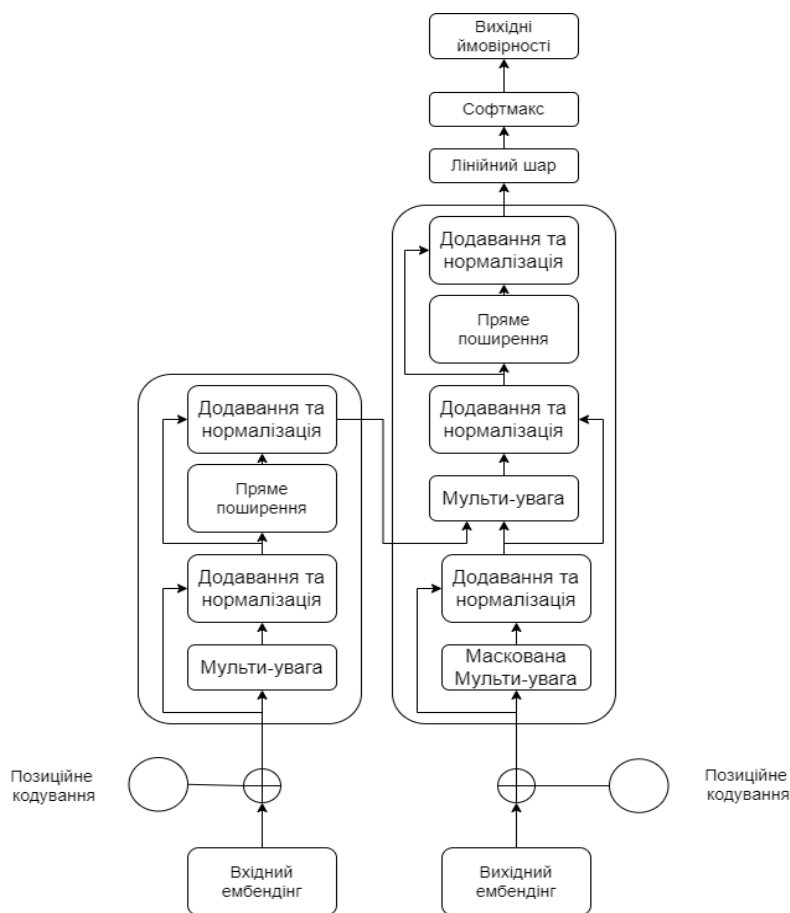 Вихідні
ймовірності
Софтмакс
Лінійний шар
Додавання та
нормалізація
Пряме
поширення
Додавання та
нормалізація
Мульти-увага
Додавання та
нормалізація
Маскована
Мульти-увага
Додавання та
нормалізація
Пряме
поширення
Додавання та
нормалізація
Мульти-увага
Позиційне
кодування
Позиційне
кодування
Вхідний
ембендінг
Вихідний
ембендінг